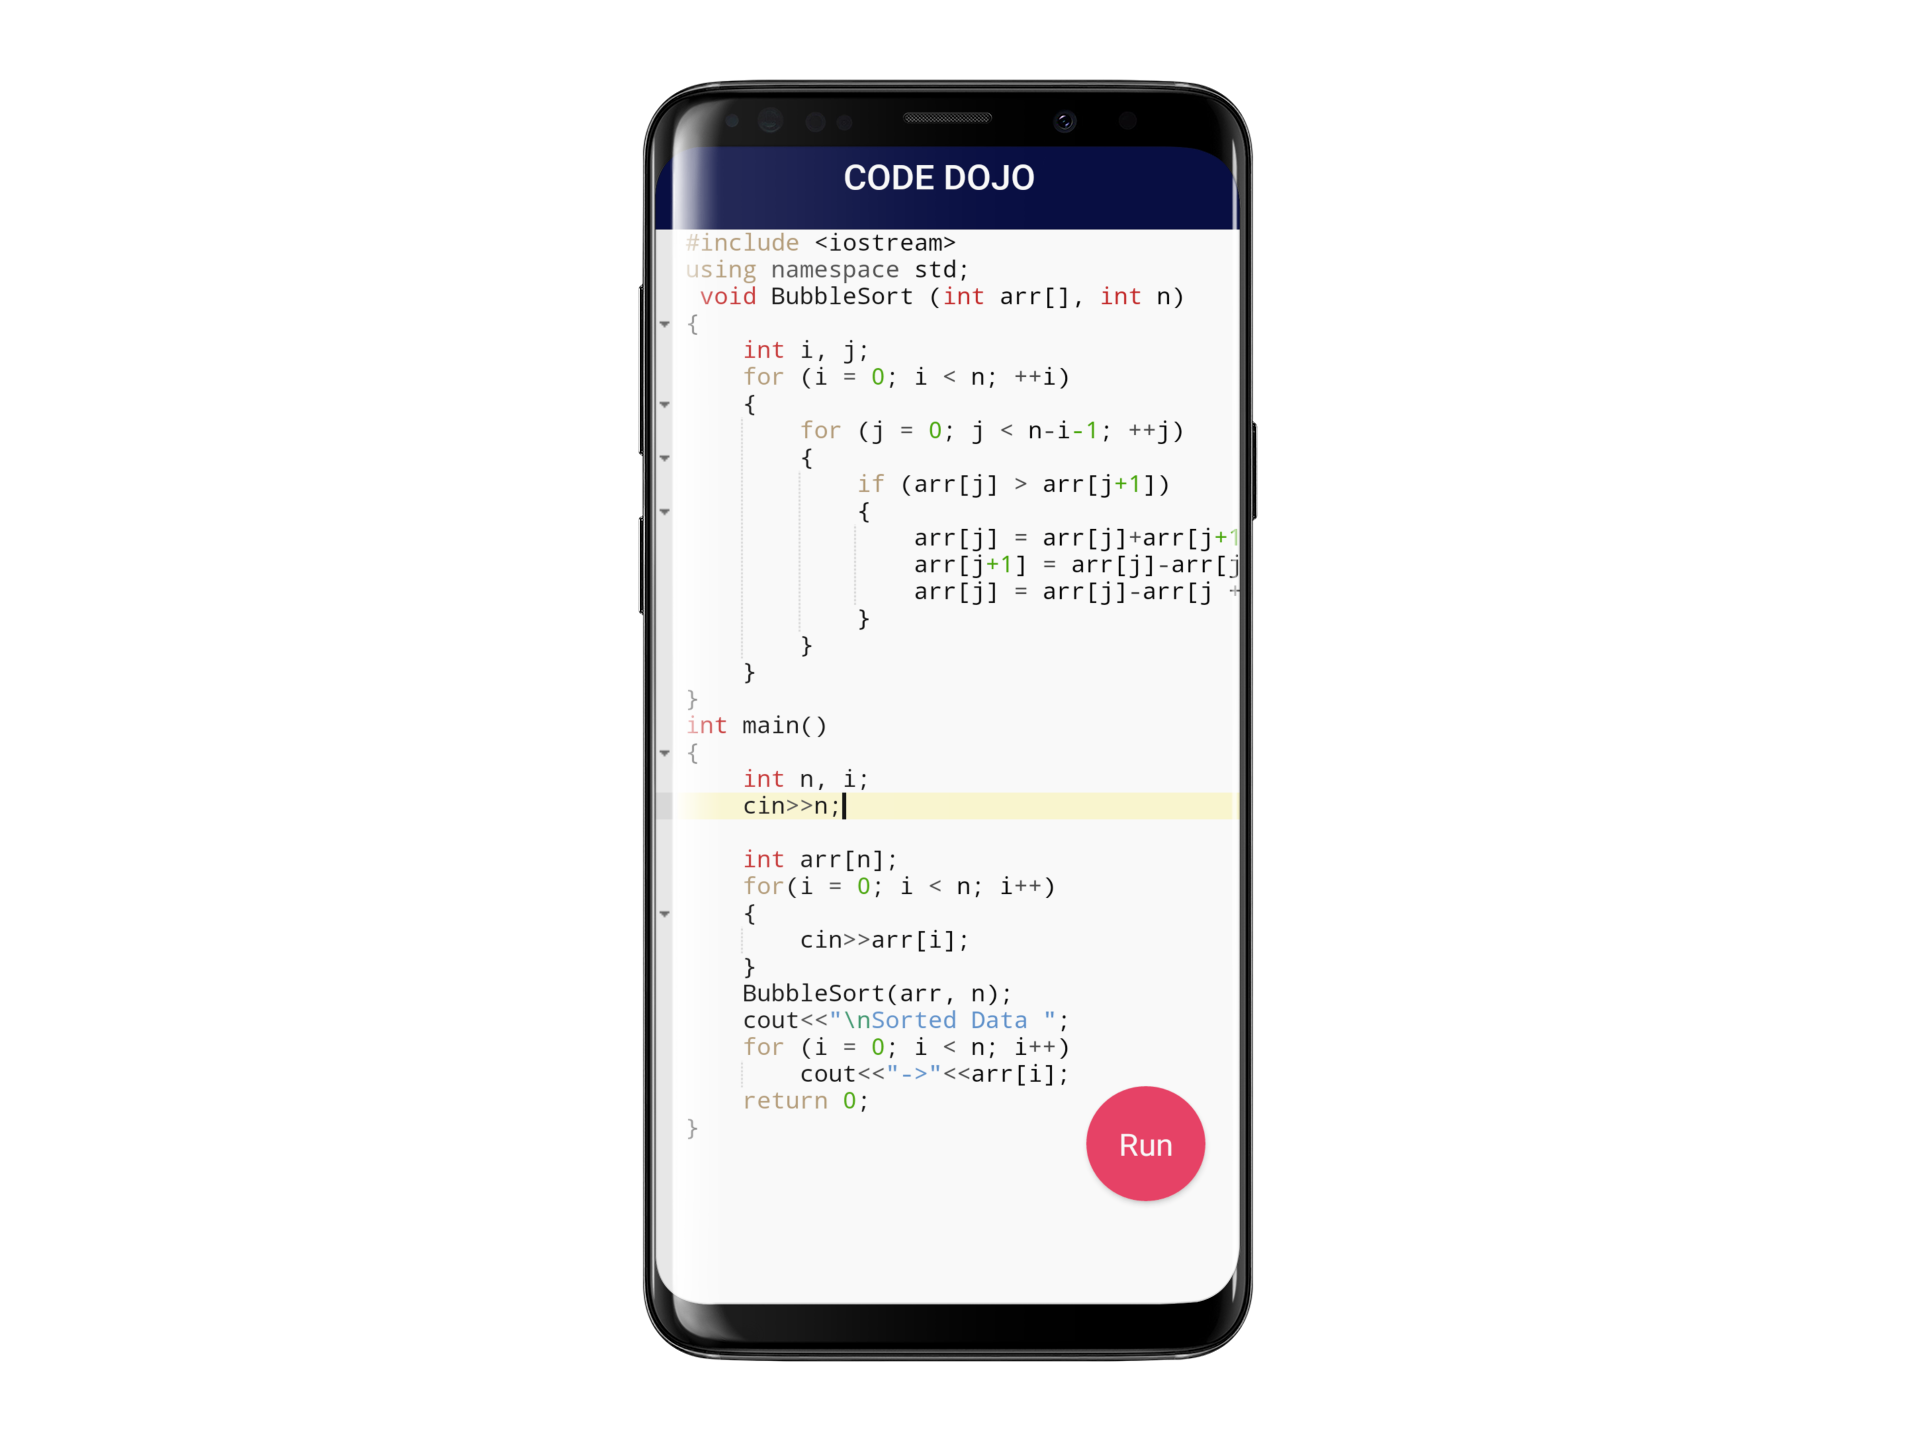 CODE DOJO
#include <iostream>
using namespace std;
 void BubbleSort (int arr[], int n)
{
    int i, j;
    for (i = 0; i < n; ++i)
    {
        for (j = 0; j < n-i-1; ++j)
        {
            if (arr[j] > arr[j+1])
            {
                arr[j] = arr[j]+arr[j+1
                arr[j+1] = arr[j]-arr[j
                arr[j] = arr[j]-arr[j +
            }
        }
    }
}
int main()
{
    int n, i;
    cin>>n;
    int arr[n];
    for(i = 0; i < n; i++)
    {
        cin>>arr[i];
    }
    BubbleSort(arr, n);
    cout<<"\nSorted Data ";
    for (i = 0; i < n; i++)
        cout<<"->"<<arr[i];
    return 0;
}
Run